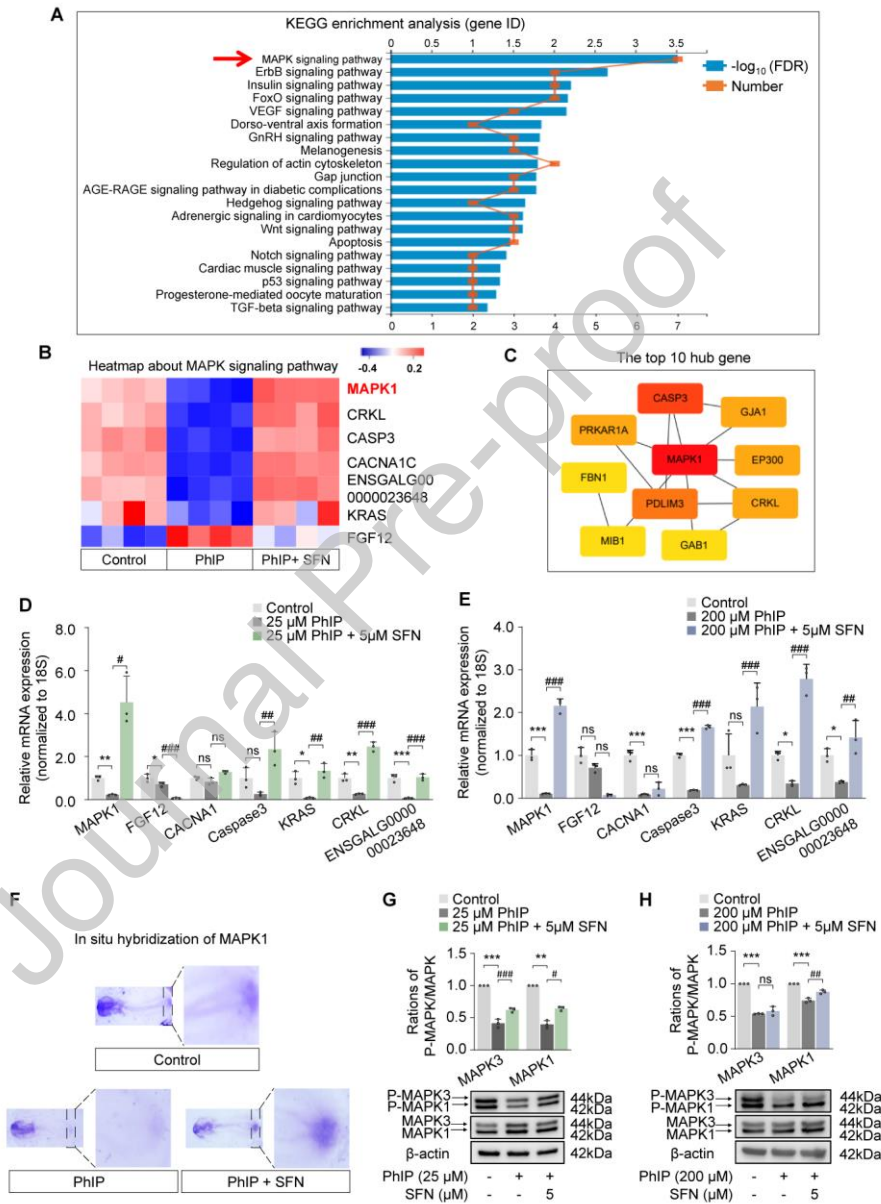 A
KEGG enrichment analysis (gene ID)
0 0.5 1 1.5 2 2.5 3 3.5
MAPK signaling pathway
ErbB signaling pathway
Insulin signaling pathway
FoxO signaling pathway
VEGF signaling pathway
Dorso-ventral axis formation
GnRH signaling pathway
Melanogenesis
Regulation of actin cytoskeleton
Gap junction
AGE-RAGE signaling pathway in diabetic complications
Hedgehog signaling pathway
Adrenergic signaling in cardiomyocytes
Wnt signaling pathway
Apoptosis
Notch signaling pathway
Cardiac muscle signaling pathway
p53 signaling pathway
Progesterone-mediated oocyte maturation
TGF-beta signaling pathway
0 1 2 3 4 5 6 7
-log10 (FDR)
Number
B
Heatmap about MAPK signaling pathway
-0.4 0.2
MAPK1
CRKL
CASP3
CACNA1C
ENSGALG00
0000023648
KRAS
FGF12
Control PhIP PhIP+ SFN
C
The top 10 hub gene
CASP3
GJA1
PRKAR1A
MAPK1
EP300
FBN1
PDLIM3
CRKL
MIB1
GAB1
D
Control
25 µM PhIP
25 µM PhIP + 5µM SFN
Relative mRNA expression
(normalized to 18S)
8.0
6.0
4.0
2.0
0.0
** # * ### ns ns ns ## * ## ** ### *** ###
MAPK1
FGF12
CACNA1
Caspase3
KRAS
CRKL
ENSGALG0000
00023648
E
Control
200 µM PhIP
200 µM PhIP + 5µM SFN
Relative mRNA expression
(normalized to 18S)
4.0
3.0
2.0
1.0
0.0
*** ### ns ns *** ns *** ### ns ### * ### * ##
MAPK1
FGF12
CACNA1
Caspase3
KRAS
CRKL
ENSGALG0000
00023648
F
In situ hybridization of MAPK1
Control
PhIP
PhIP + SFN
G
Control
25 µM PhIP
25 µM PhIP + 5µM SFN
Rations of
P-MAPK/MAPK
1.5
1.0
0.5
0.0
*** ### ** #
MAPK3
MAPK1
P-MAPK3 44kDa
P-MAPK1 42kDa
MAPK3 44kDa
MAPK1 42kDa
β-actin 42kDa
PhIP (25 µM) - + +
SFN (µM) - - 5
H
Control
200 µM PhIP
200 µM PhIP + 5µM SFN
Rations of
P-MAPK/MAPK
1.5
1.0
0.5
0.0
*** ns *** ##
MAPK3
MAPK1
P-MAPK3 44kDa
P-MAPK1 42kDa
MAPK3 44kDa
MAPK1 42kDa
β-actin 42kDa
PhIP (200 µM) - + +
SFN (µM) - - 5
Journal Pre-proof